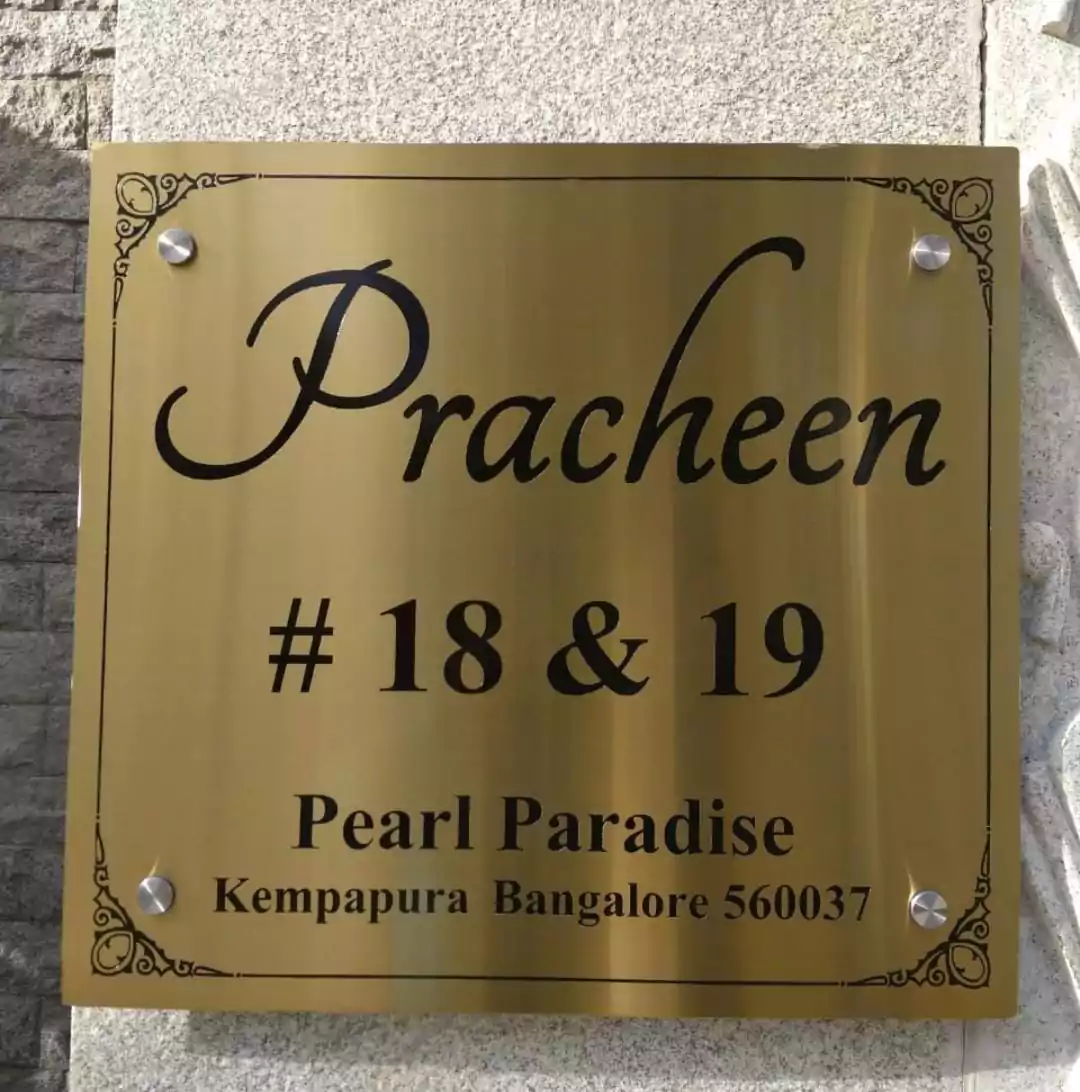 Pracheen
# 18 & 19
Pearl Paradise
Kempapura Bangalore 560037